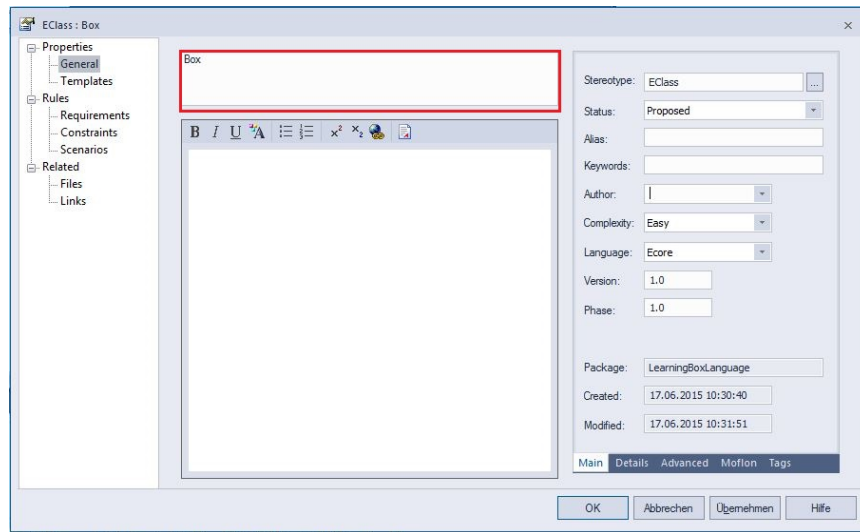 EClass : Box
Properties
General
Templates
Rules
Requirements
Constraints
Scenarios
Related
Files
Links
Box
B I U A x² x₂
Stereotype: EClass ...
Status: Proposed
Alias:
Keywords:
Author:
Complexity: Easy
Language: Ecore
Version: 1.0
Phase: 1.0
Package: LearningBoxLanguage
Created: 17.06.2015 10:30:40
Modified: 17.06.2015 10:31:51
Main Details Advanced Moflon Tags
OK Abbrechen Übernehmen Hilfe